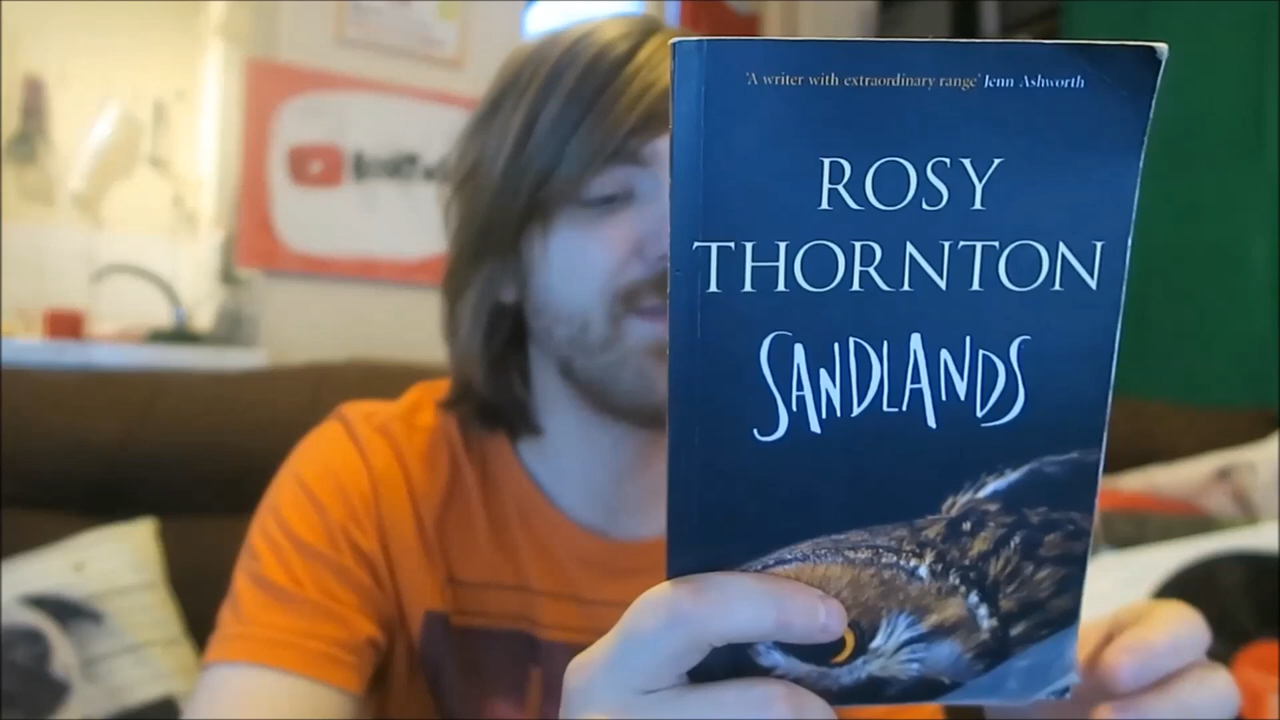 'A writer with extraordinary range' Jenn Ashworth
ROSY
THORNTON
SANDLANDS